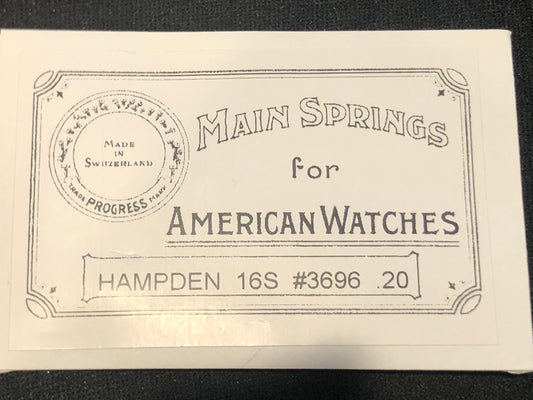 MADE
IN
SWITZERLAND
TRADE PROGRESS MARK
MAIN SPRINGS
for
AMERICAN WATCHES
HAMPDEN 16S #3696 .20